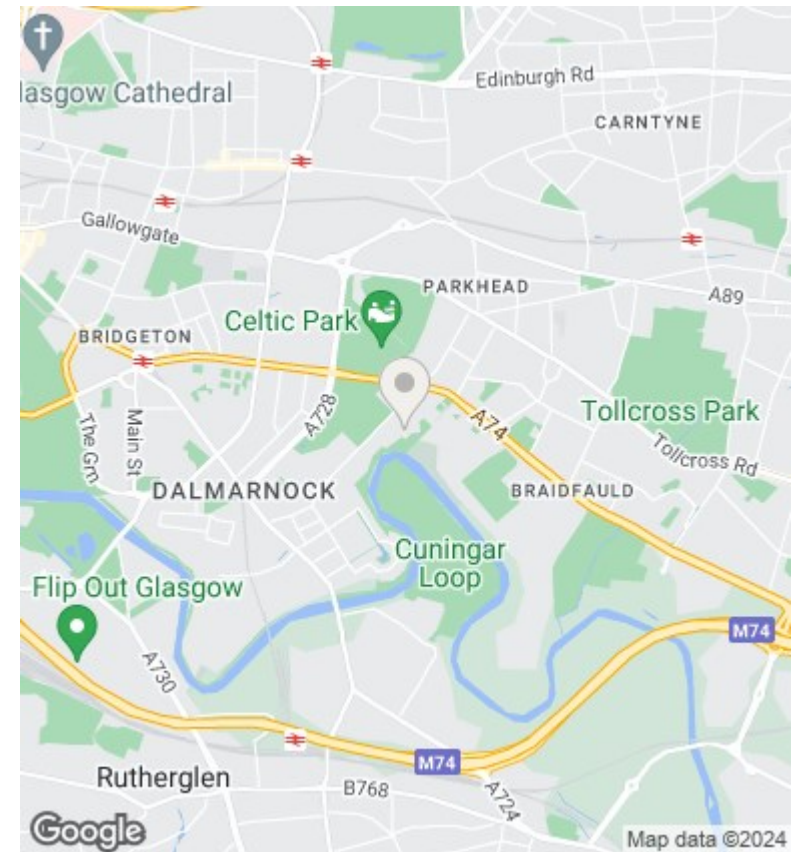 lasgow Cathedral
Edinburgh Rd
CARNTYNE
Gallowgate
PARKHEAD
A89
Celtic Park
BRIDGETON
A728
A74
Tollcross Park
The Grn
Main St
Tollcross Rd
DALMARNOCK
BRAIDFAULD
Cuningar
Loop
Flip Out Glasgow
M74
A730
M74
Rutherglen
B768
A724
Google
Map data ©2024